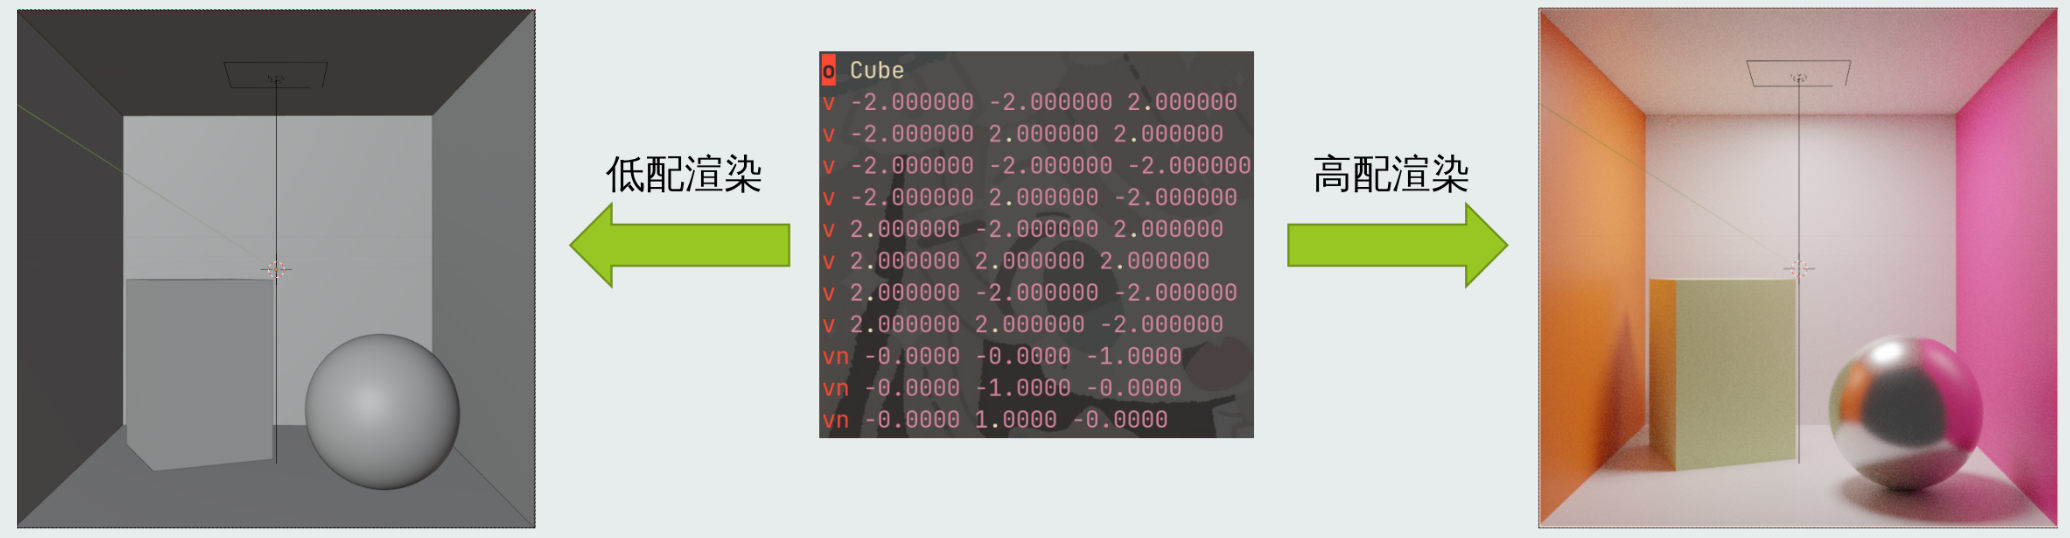 低配渲染
o Cube
v -2.000000 -2.000000 2.000000
v -2.000000 2.000000 2.000000
v -2.000000 -2.000000 -2.000000
v -2.000000 2.000000 -2.000000
v 2.000000 -2.000000 2.000000
v 2.000000 2.000000 2.000000
v 2.000000 -2.000000 -2.000000
v 2.000000 2.000000 -2.000000
vn -0.0000 -0.0000 -1.0000
vn -0.0000 -1.0000 -0.0000
vn -0.0000 1.0000 -0.0000
高配渲染